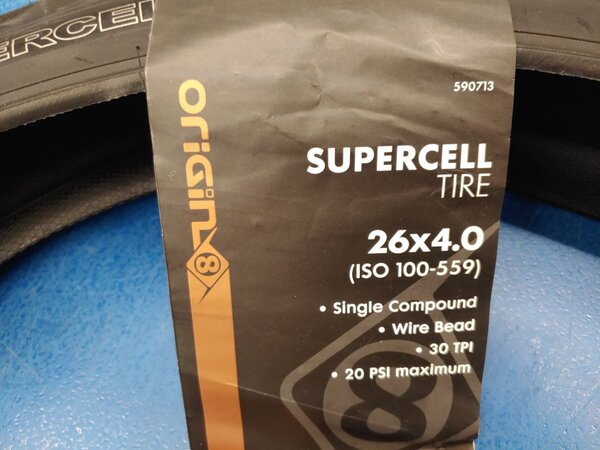 ERCEL
590713
ORIGIN8
SUPERCELL
TIRE
26x4.0
(ISO 100-559)
• Single Compound
• Wire Bead
• 30 TPI
• 20 PSI maximum
8